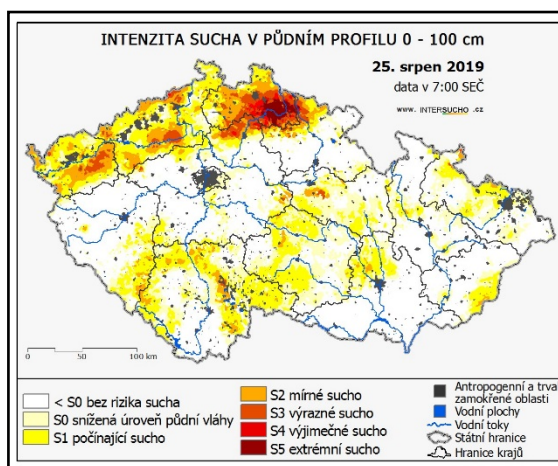 INTENZITA SUCHA V PŮDNÍM PROFILU 0 - 100 cm
25. srpen 2019
data v 7:00 SEČ
www. INTERSUCHO .cz
0 50 100 km
< S0 bez rizika sucha
S0 snížená úroveň půdní vláhy
S1 počínající sucho
S2 mírné sucho
S3 výrazné sucho
S4 výjimečné sucho
S5 extrémní sucho
Antropogenní a trva
zamokřené oblasti
Vodní plochy
Vodní toky
Státní hranice
Hranice krajů